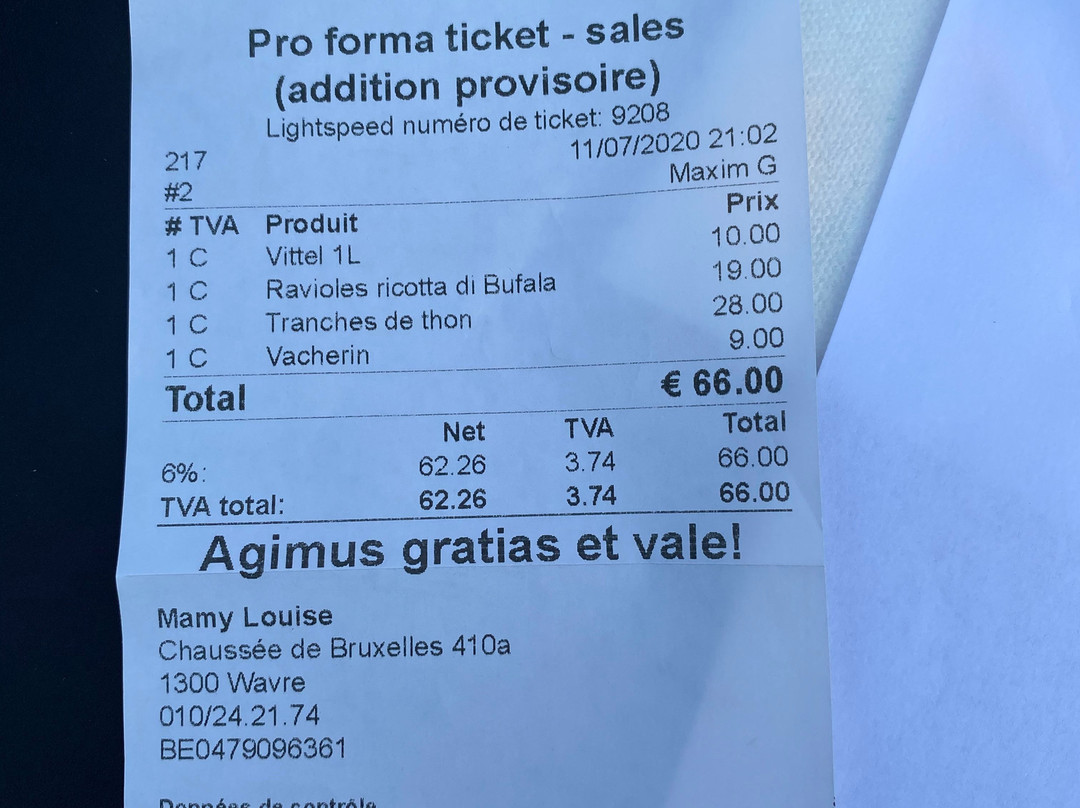 Pro forma ticket - sales
(addition provisoire)
Lightspeed numéro de ticket: 9208
217 11/07/2020 21:02
#2 Maxim G
# TVA Produit Prix
1 C Vittel 1L 10.00
1 C Ravioles ricotta di Bufala 19.00
1 C Tranches de thon 28.00
1 C Vacherin 9.00
Total € 66.00
Net TVA Total
6%: 62.26 3.74 66.00
TVA total: 62.26 3.74 66.00
Agimus gratias et vale!
Mamy Louise
Chaussée de Bruxelles 410a
1300 Wavre
010/24.21.74
BE0479096361
Données de contrôle